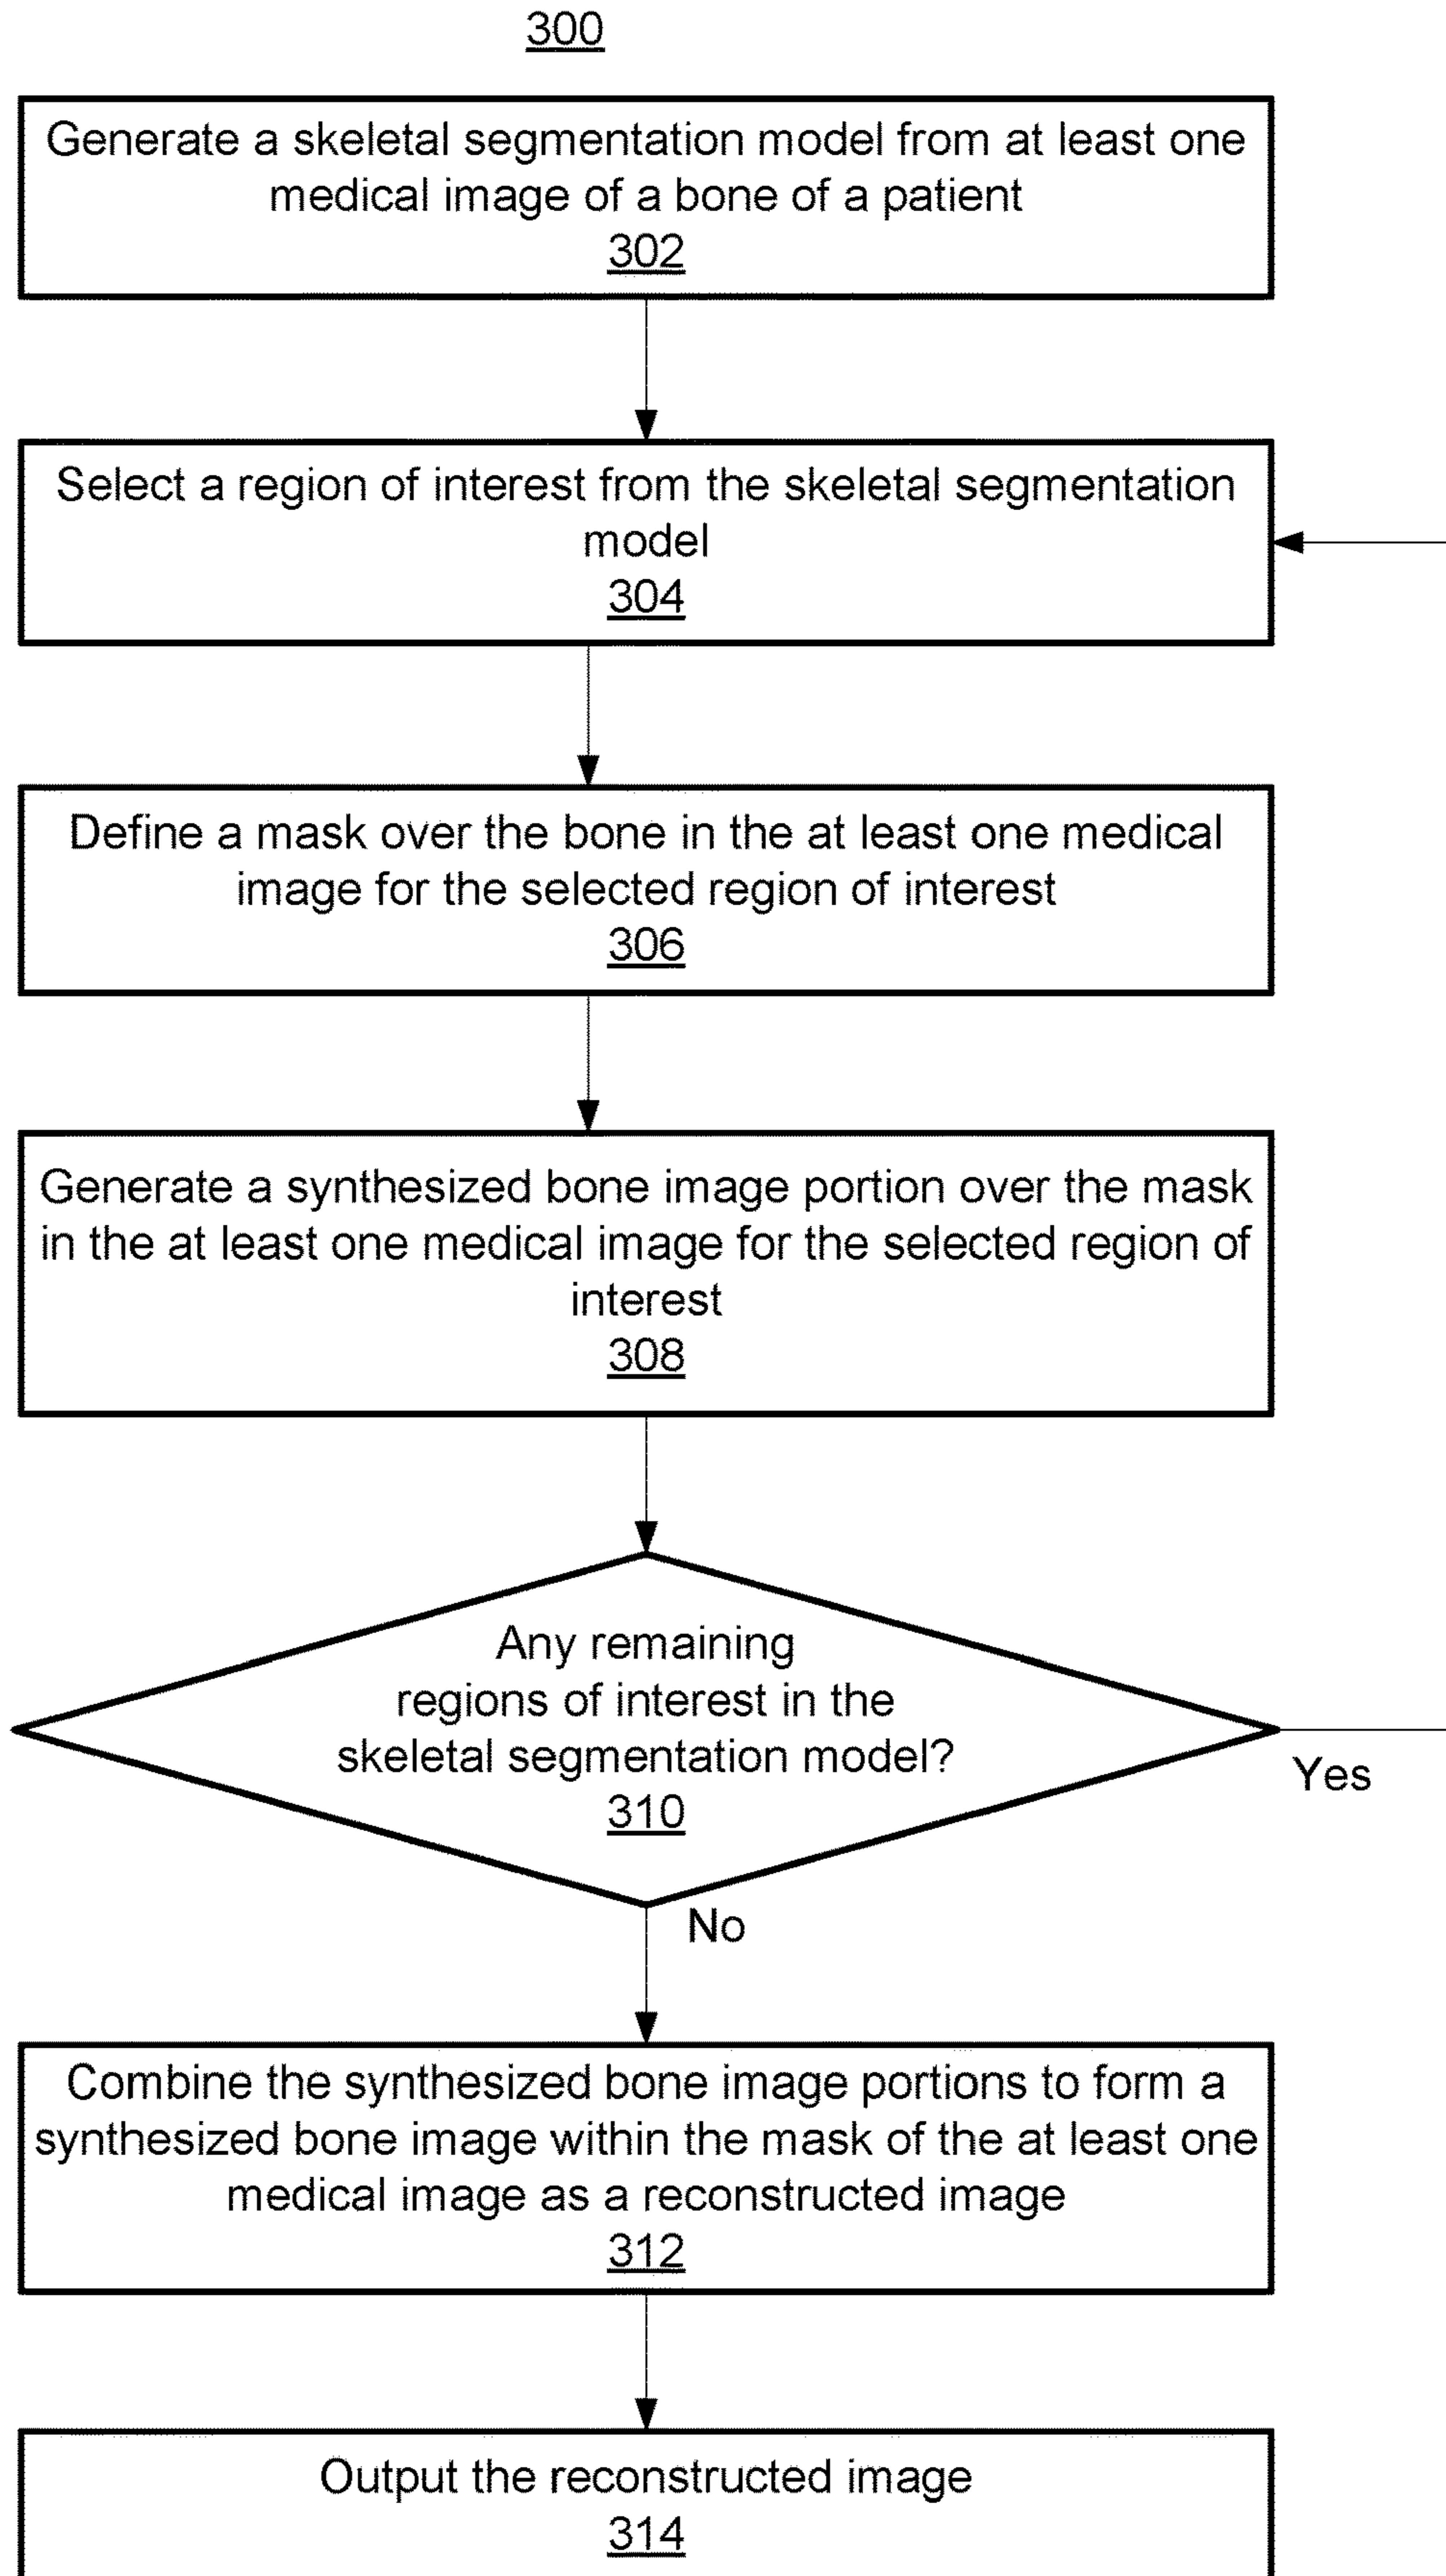 300
Generate a skeletal segmentation model from at least one
medical image of a bone of a patient
302
Select a region of interest from the skeletal segmentation
model
304
Define a mask over the bone in the at least one medical
image for the selected region of interest
306
Generate a synthesized bone image portion over the mask
in the at least one medical image for the selected region of
interest
308
Any remaining
regions of interest in the
skeletal segmentation model?
310
Yes
No
Combine the synthesized bone image portions to form a
synthesized bone image within the mask of the at least one
medical image as a reconstructed image
312
Output the reconstructed image
314